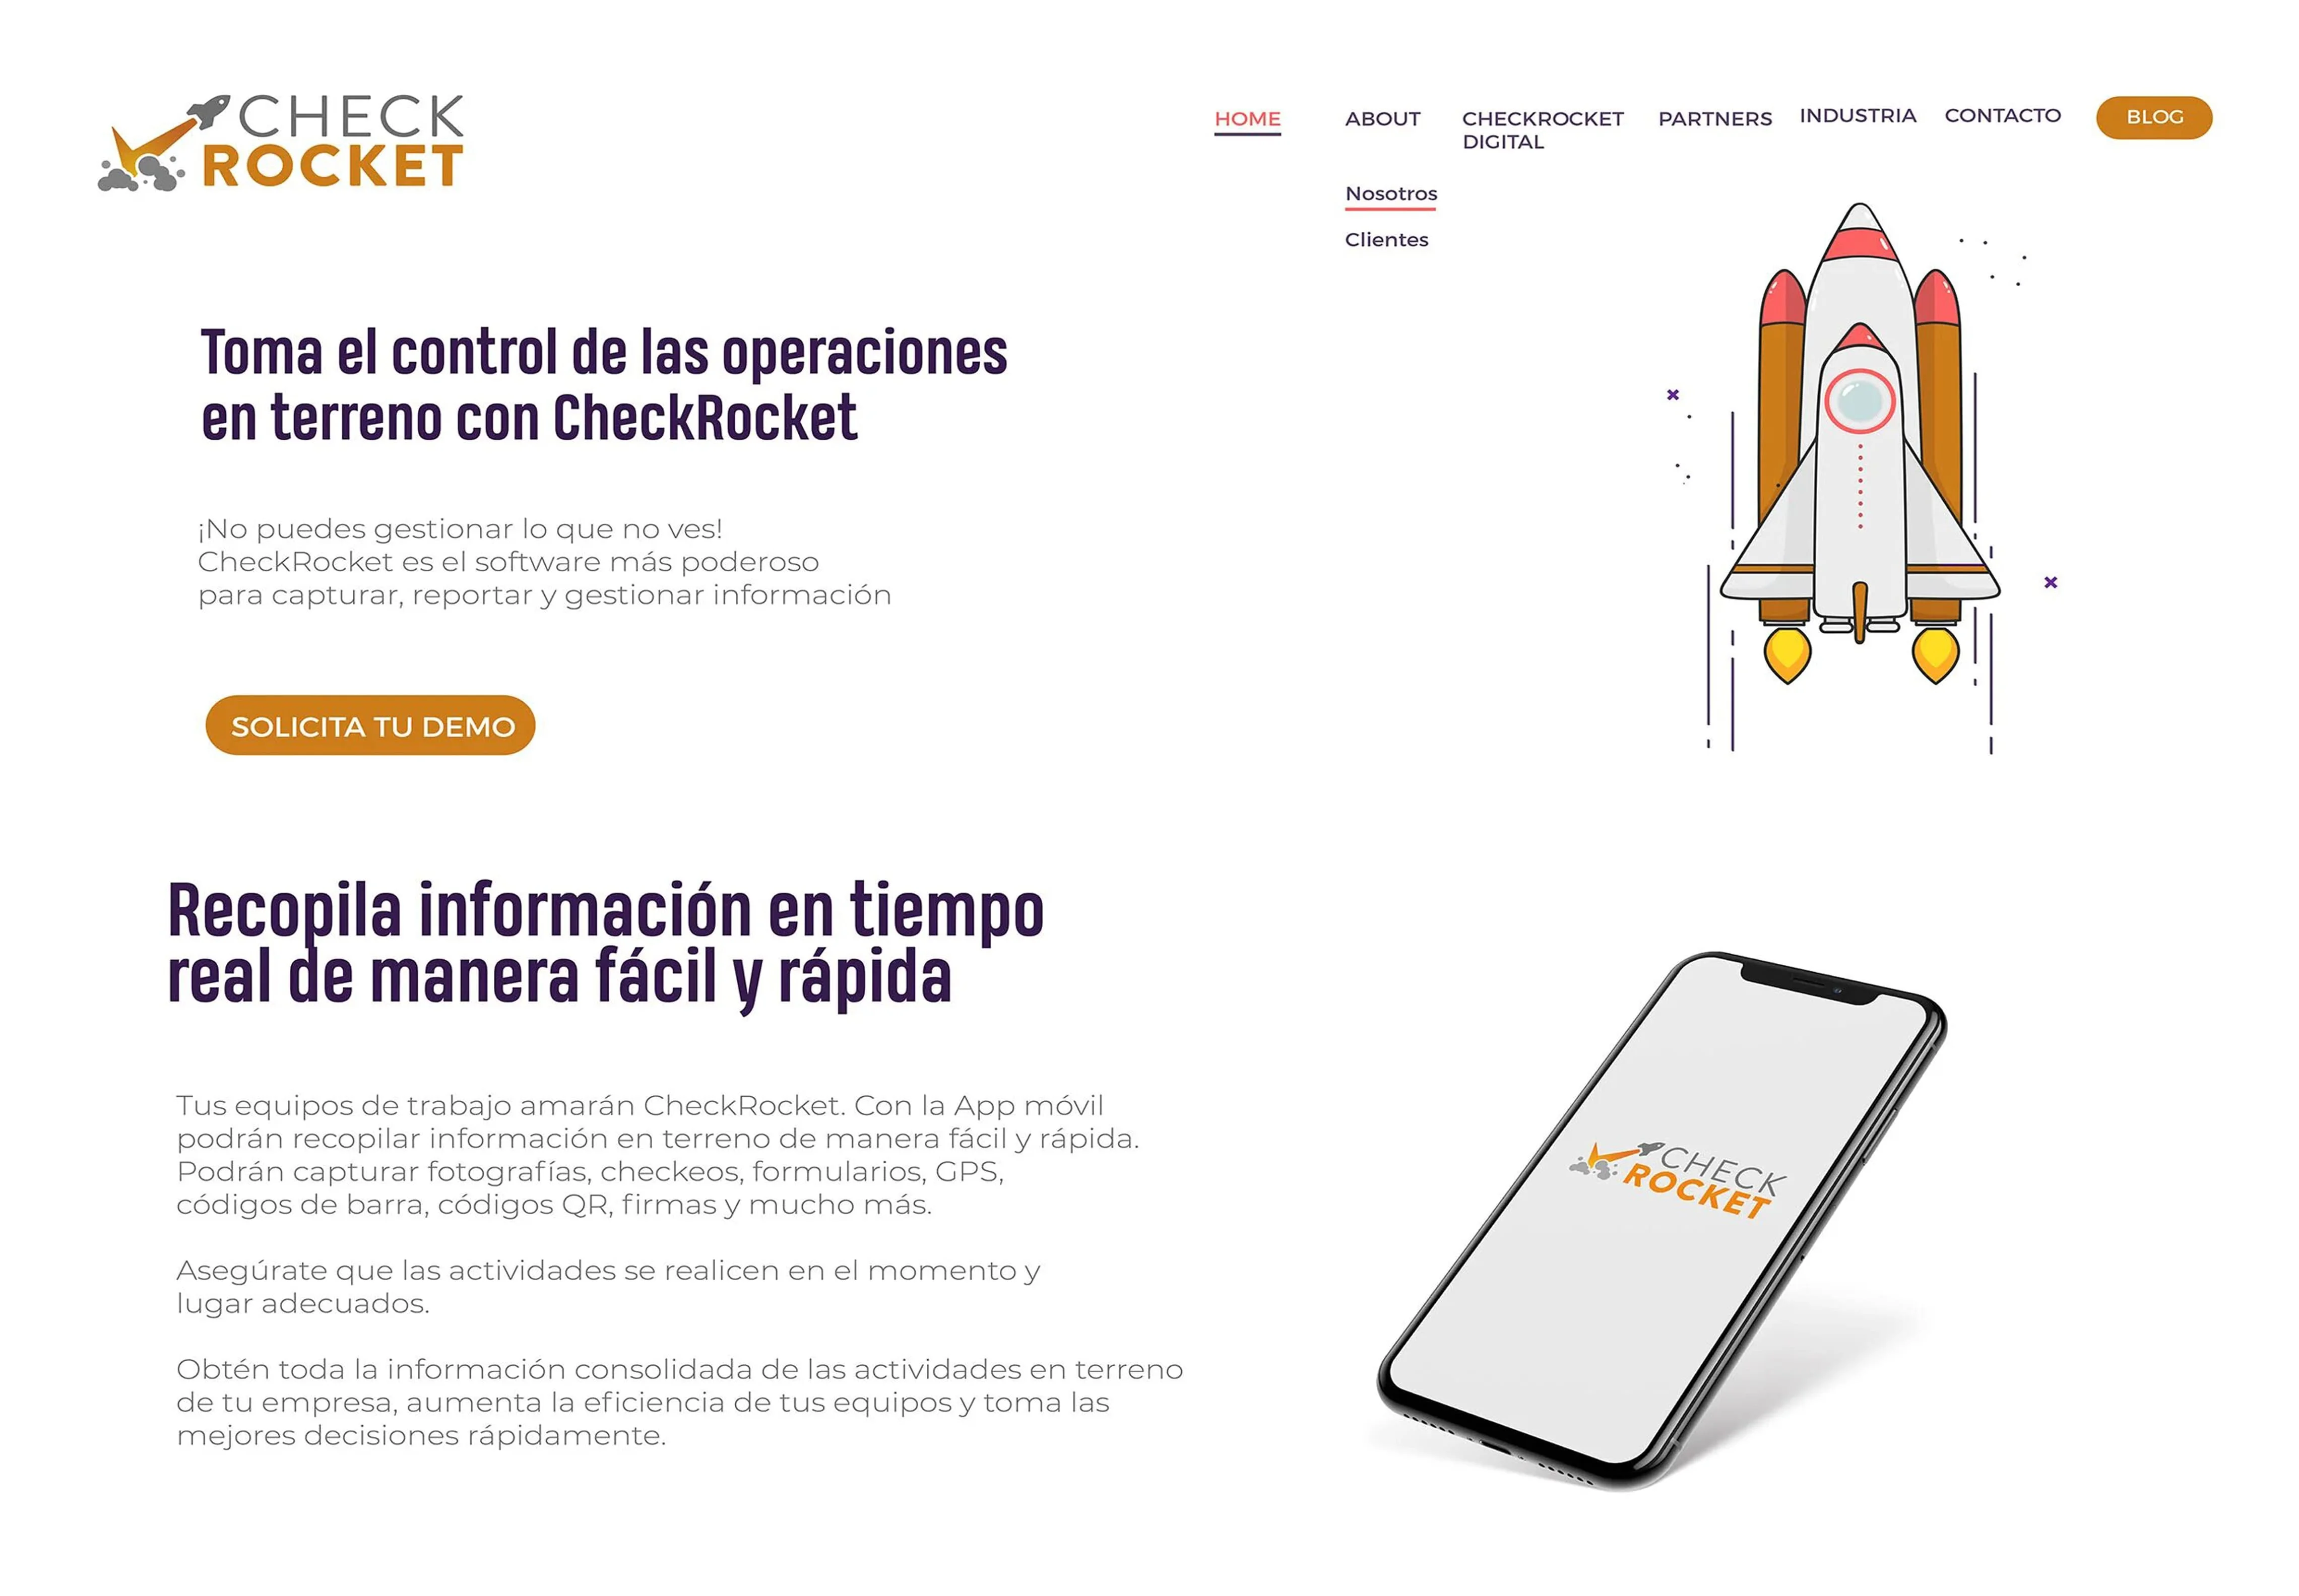 CHECK
ROCKET
HOME
ABOUT
CHECKROCKET
DIGITAL
PARTNERS
INDUSTRIA
CONTACTO
BLOG
Nosotros
Clientes
Toma el control de las operaciones
en terreno con CheckRocket
¡No puedes gestionar lo que no ves!
CheckRocket es el software más poderoso
para capturar, reportar y gestionar información
SOLICITA TU DEMO
Recopila información en tiempo
real de manera fácil y rápida
Tus equipos de trabajo amarán CheckRocket. Con la App móvil
podrán recopilar información en terreno de manera fácil y rápida.
Podrán capturar fotografías, checkeos, formularios, GPS,
códigos de barra, códigos QR, firmas y mucho más.
Asegúrate que las actividades se realicen en el momento y
lugar adecuados.
Obtén toda la información consolidada de las actividades en terreno
de tu empresa, aumenta la eficiencia de tus equipos y toma las
mejores decisiones rápidamente.
CHECK
ROCKET